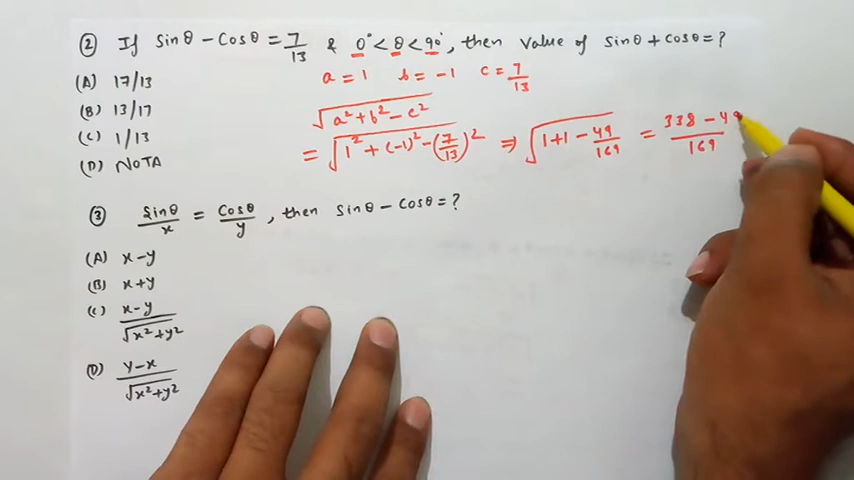 ② If sinθ - cosθ = 7/13 & 0° < θ < 90°, then value of sinθ + cosθ = ?
(A) 17/13
a = 1 b = -1 c = 7/13
(B) 13/17
√a² + b² - c²
(C) 1/13
= √1² + (-1)² - (7/13)² ⇒ √1+1 - 49/169 = 338 - 49/169
(D) NOTA
③ sinθ/x = cosθ/y, then sinθ - cosθ = ?
(A) x-y
(B) x+y
(C) x-y/√x²+y²
(D) y-x/√x²+y²